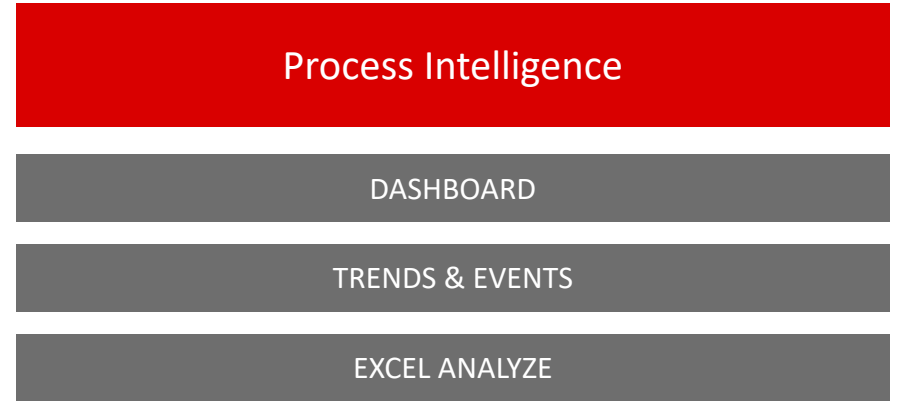 Process Intelligence
DASHBOARD
TRENDS & EVENTS
EXCEL ANALYZE